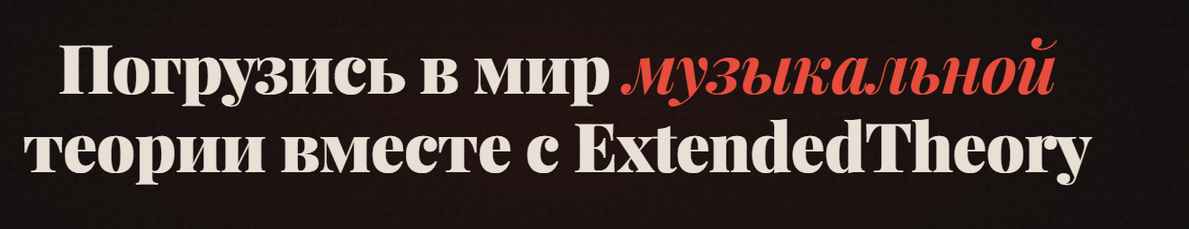 Погрузись в мир музыкальной
теории вместе с ExtendedTheory